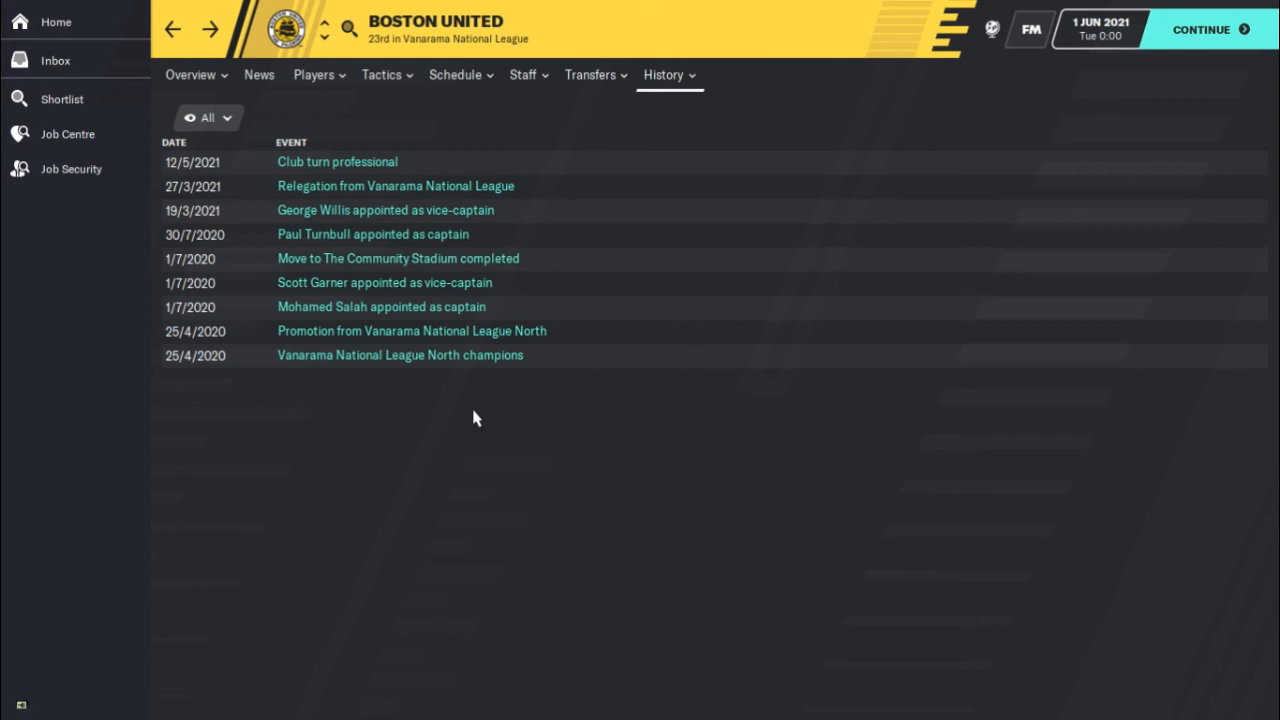 Home
Inbox
Shortlist
Job Centre
Job Security
BOSTON UNITED
23rd in Vanarama National League
FM
1 JUN 2021
Tue 0:00
CONTINUE
Overview News Players Tactics Schedule Staff Transfers History
All
DATE EVENT
12/5/2021 Club turn professional
27/3/2021 Relegation from Vanarama National League
19/3/2021 George Willis appointed as vice-captain
30/7/2020 Paul Turnbull appointed as captain
1/7/2020 Move to The Community Stadium completed
1/7/2020 Scott Garner appointed as vice-captain
1/7/2020 Mohamed Salah appointed as captain
25/4/2020 Promotion from Vanarama National League North
25/4/2020 Vanarama National League North champions